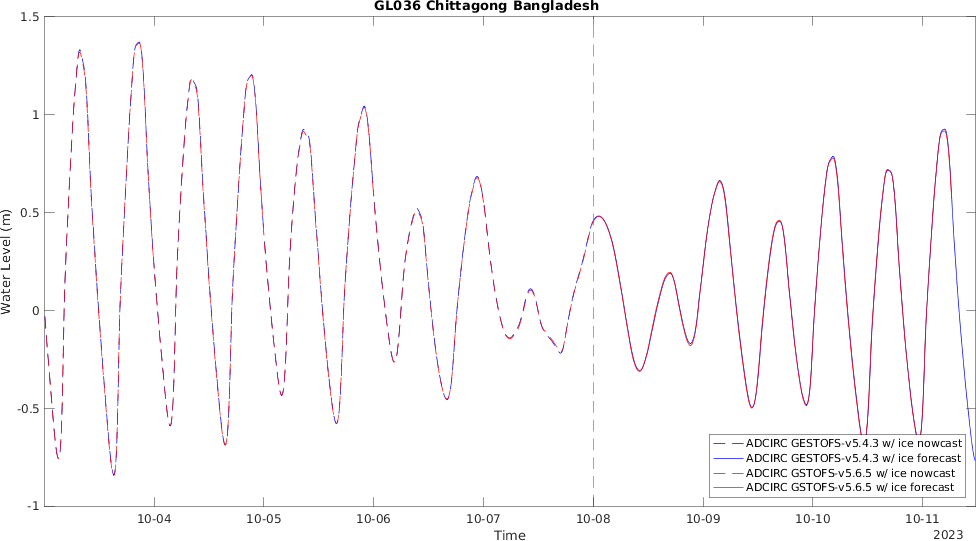 GL036 Chittagong Bangladesh
1.5
1
0.5
0
-0.5
-1
Water Level (m)
10-04 10-05 10-06 10-07 10-08 10-09 10-10 10-11
Time
2023
ADCIRC GESTOFS-v5.4.3 w/ ice nowcast
ADCIRC GESTOFS-v5.4.3 w/ ice forecast
ADCIRC GSTOFS-v5.6.5 w/ ice nowcast
ADCIRC GSTOFS-v5.6.5 w/ ice forecast